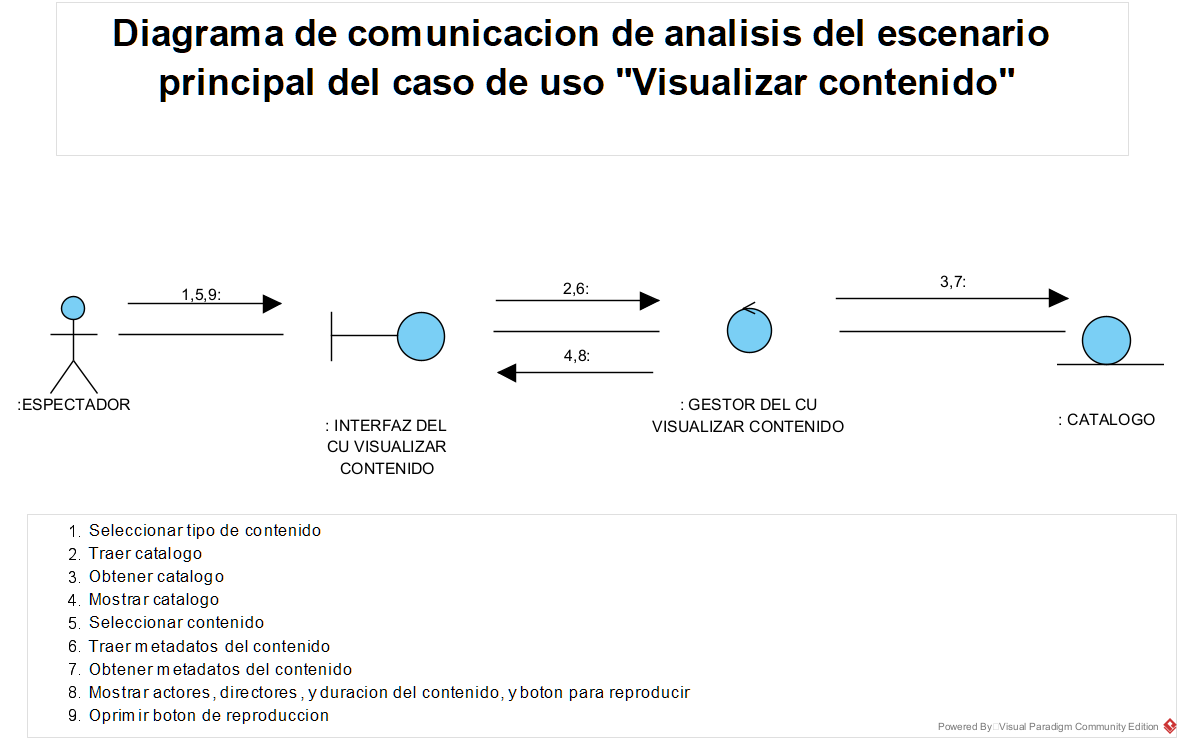 Diagrama de comunicacion de analisis del escenario
principal del caso de uso "Visualizar contenido"
1,5,9:
2,6:
3,7:
4,8:
:ESPECTADOR
: INTERFAZ DEL
CU VISUALIZAR
CONTENIDO
: GESTOR DEL CU
VISUALIZAR CONTENIDO
: CATALOGO
1. Seleccionar tipo de contenido
2. Traer catalogo
3. Obtener catalogo
4. Mostrar catalogo
5. Seleccionar contenido
6. Traer metadatos del contenido
7. Obtener metadatos del contenido
8. Mostrar actores, directores, y duracion del contenido, y boton para reproducir
9. Oprimir boton de reproduccion
Powered By Visual Paradigm Community Edition